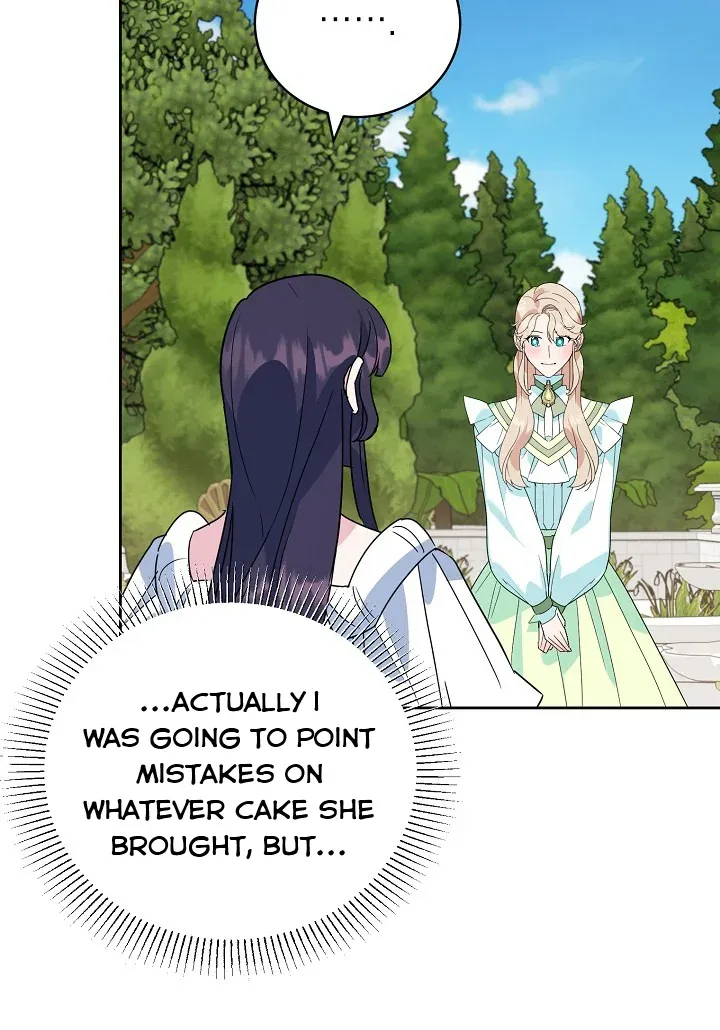 .......
...ACTUALLY I
WAS GOING TO POINT
MISTAKES ON
WHATEVER CAKE SHE
BROUGHT, BUT...